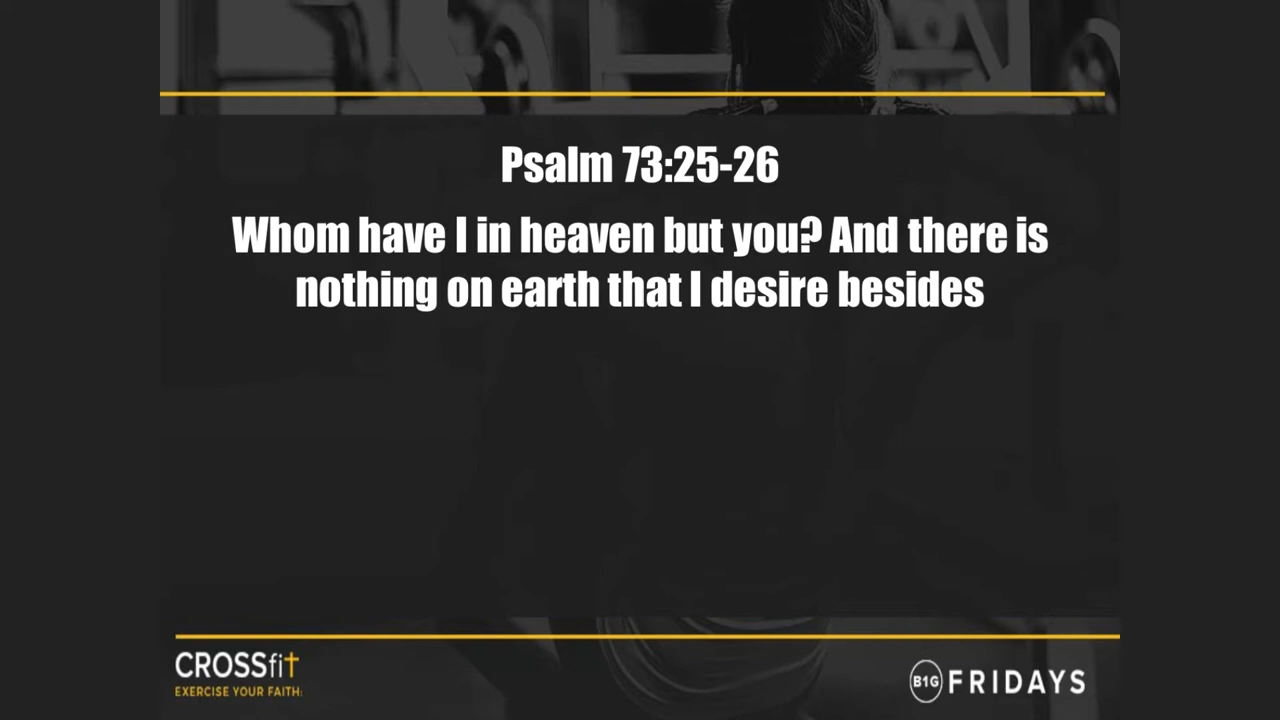 Psalm 73:25-26
Whom have I in heaven but you? And there is
nothing on earth that I desire besides
CROSSfit
EXERCISE YOUR FAITH:
B1G FRIDAYS